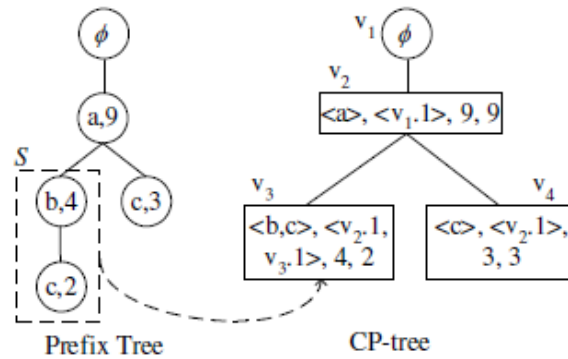 ϕ
a,9
S
b,4
c,3
c,2
Prefix Tree
v1
ϕ
v2
<a>, <v1.1>, 9, 9
v3
<b,c>, <v2.1,
v3.1>, 4, 2
v4
<c>, <v2.1>,
3, 3
CP-tree